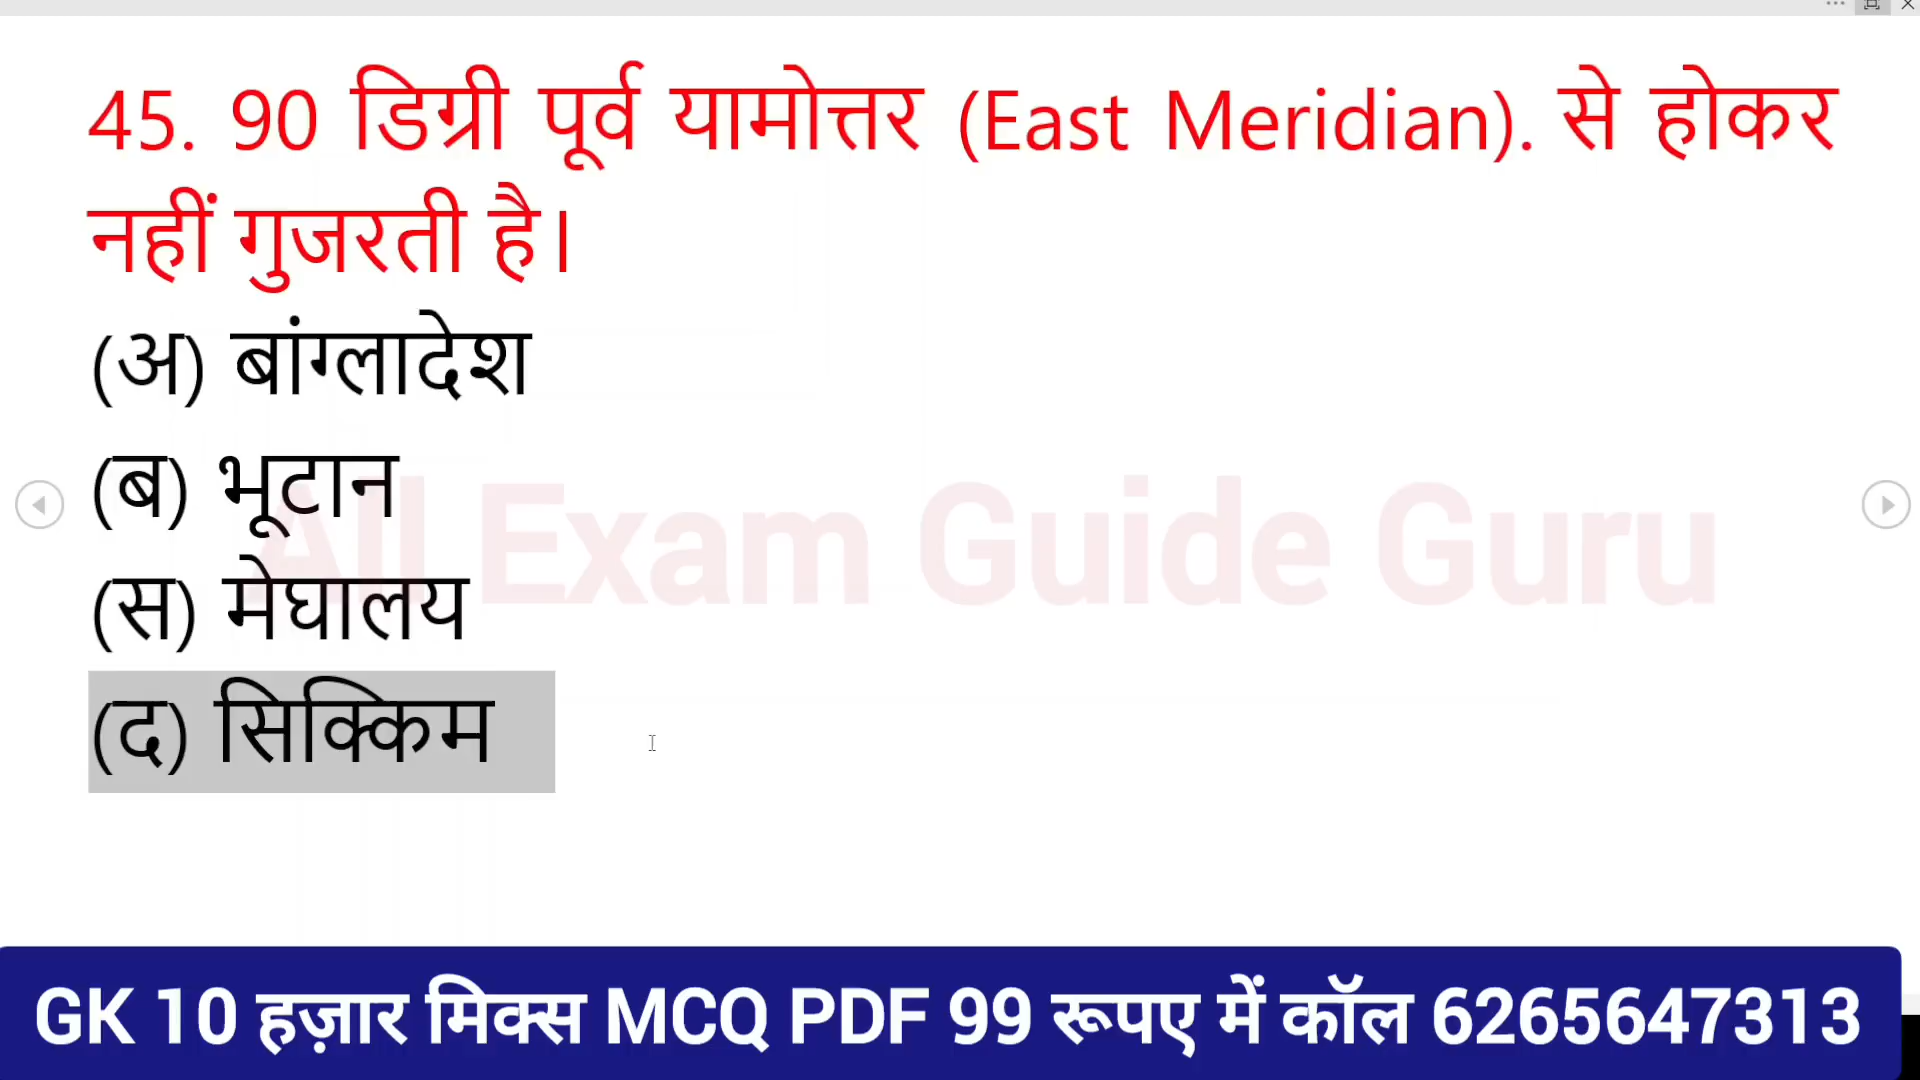 45. 90 डिग्री पूर्व यामोत्तर (East Meridian). से होकर
नहीं गुजरती है।
(अ) बांग्लादेश
(ब) भूटान
(स) मेघालय
(द) सिक्किम
All Exam Guide Guru
GK 10 हज़ार मिक्स MCQ PDF 99 रूपए में कॉल 6265647313